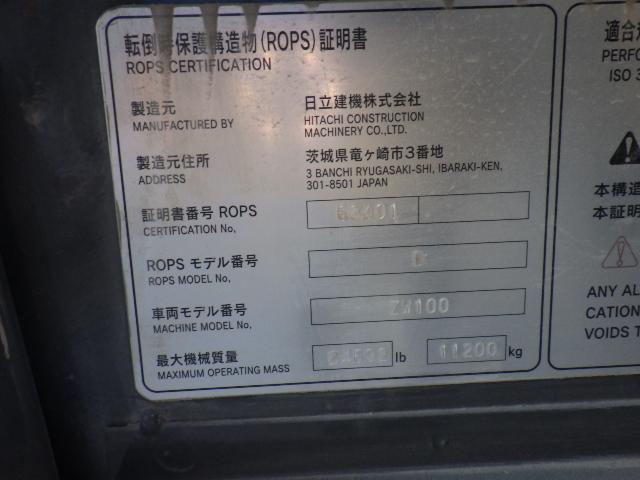 転倒時保護構造物(ROPS)証明書
ROPS CERTIFICATION
製造元
MANUFACTURED BY
日立建機株式会社
HITACHI CONSTRUCTION
MACHINERY CO.,LTD.
製造元住所
ADDRESS
茨城県竜ヶ崎市3番地
3 BANCHI RYUGASAKI-SHI, IBARAKI-KEN,
301-8501 JAPAN
証明書番号 ROPS
CERTIFICATION No,
ROPS モデル番号
ROPS MODEL No,
車両モデル番号
MACHINE MODEL No,
ZW100
最大機械質量
MAXIMUM OPERATING MASS
lb
11200 kg
適合
PERFO
ISO 3
本構造
本証明
ANY AL
CATION
VOIDS T